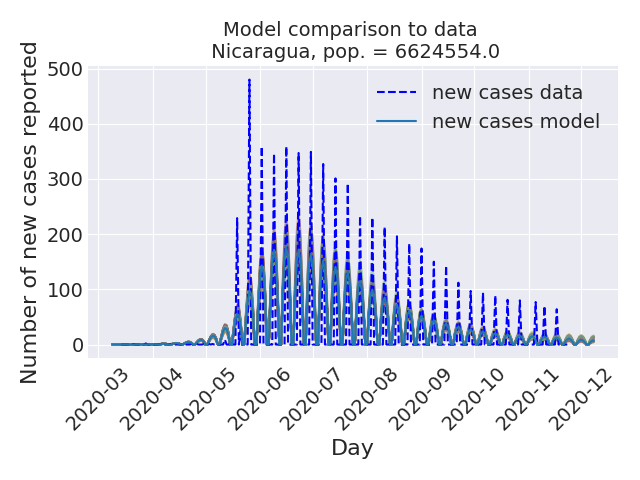 Model comparison to data
Nicaragua, pop. = 6624554.0
Number of new cases reported
500
400
300
200
100
0
new cases data
new cases model
2020-03
2020-04
2020-05
2020-06
2020-07
2020-08
2020-09
2020-10
2020-11
2020-12
Day